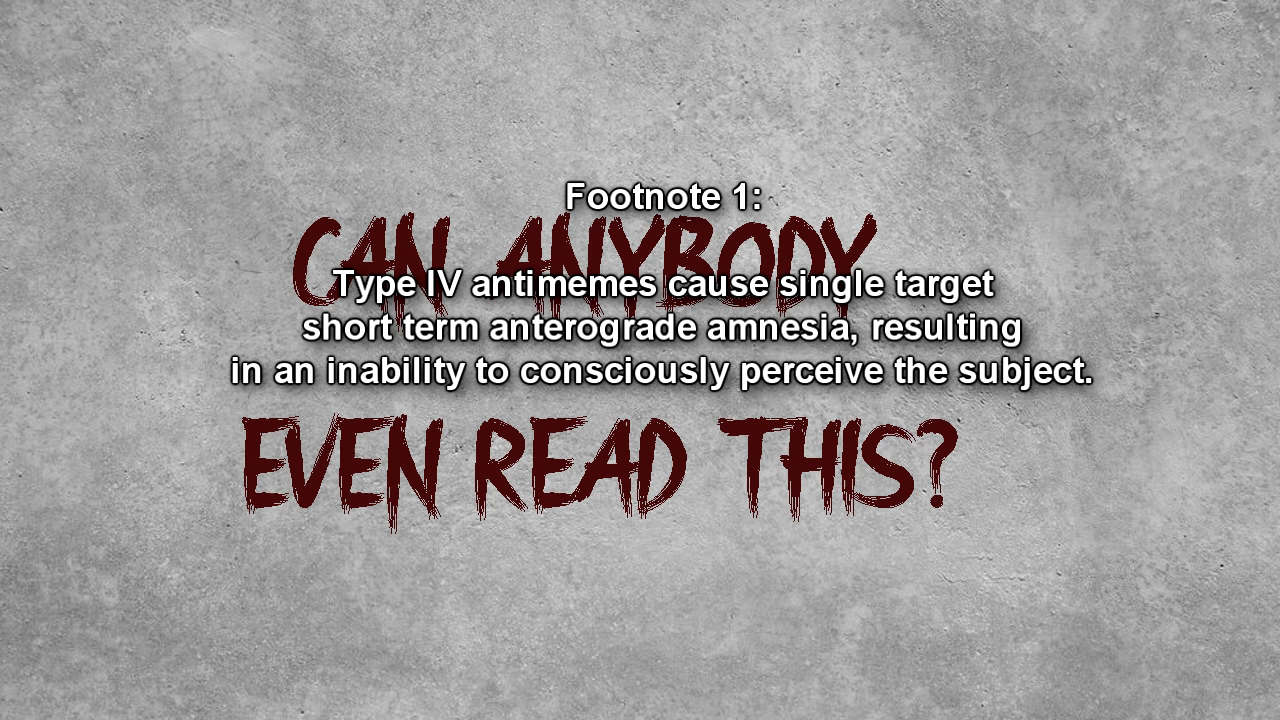 Footnote 1:
CAN ANYBODY
Type IV antimemes cause single target
short term anterograde amnesia, resulting
in an inability to consciously perceive the subject.
EVEN READ THIS?